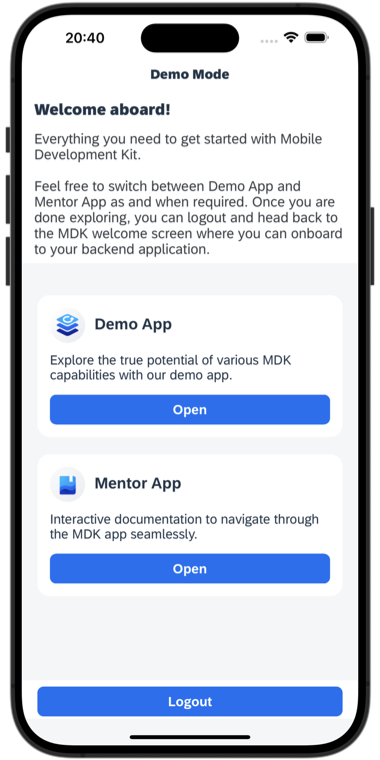 20:40
Demo Mode
Welcome aboard!
Everything you need to get started with Mobile
Development Kit.
Feel free to switch between Demo App and
Mentor App as and when required. Once you are
done exploring, you can logout and head back to
the MDK welcome screen where you can onboard
to your backend application.
Demo App
Explore the true potential of various MDK
capabilities with our demo app.
Open
Mentor App
Interactive documentation to navigate through
the MDK app seamlessly.
Open
Logout